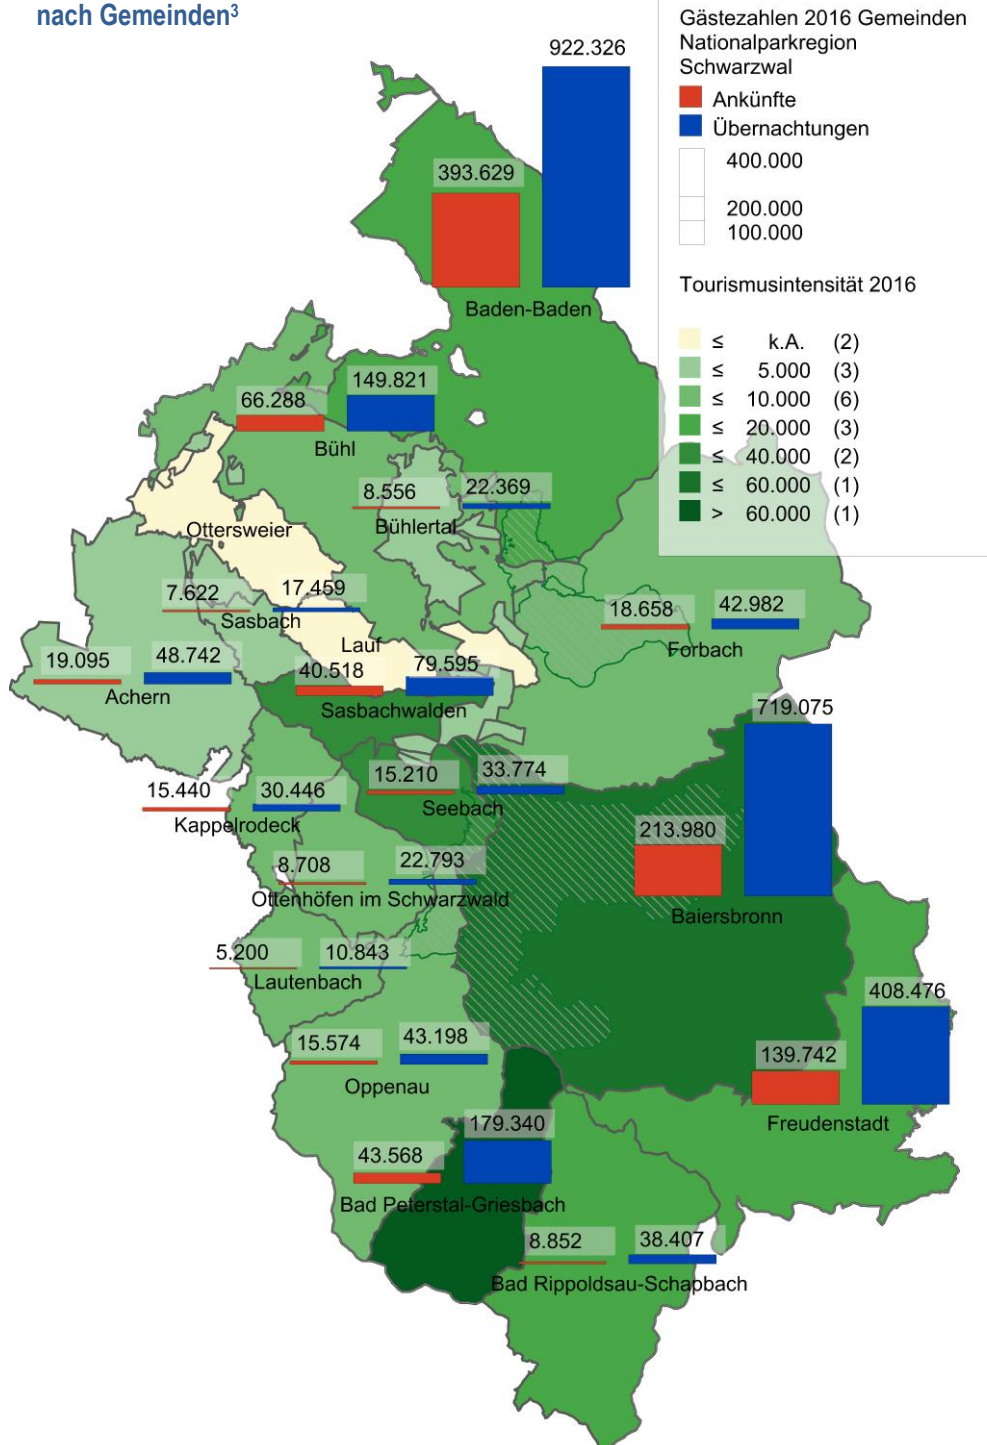 nach Gemeinden³
Gästezahlen 2016 Gemeinden
Nationalparkregion
Schwarzwal
Ankünfte
Übernachtungen
400.000
200.000
100.000
Tourismusintensität 2016
≤ k.A. (2)
≤ 5.000 (3)
≤ 10.000 (6)
≤ 20.000 (3)
≤ 40.000 (2)
≤ 60.000 (1)
> 60.000 (1)
922.326
393.629
Baden-Baden
149.821
66.288
Bühl
8.556
22.369
Bühlertal
Ottersweier
7.622
17.459
Sasbach
18.658
42.982
Forbach
Lauf
19.095
48.742
Achern
40.518
79.595
Sasbachwalden
719.075
15.210
33.774
Seebach
15.440
30.446
Kappelrodeck
213.980
Baiersbronn
8.708
22.793
Ottenhöfen im Schwarzwald
5.200
10.843
Lautenbach
408.476
15.574
43.198
Oppenau
139.742
Freudenstadt
179.340
43.568
Bad Peterstal-Griesbach
8.852
38.407
Bad Rippoldsau-Schapbach